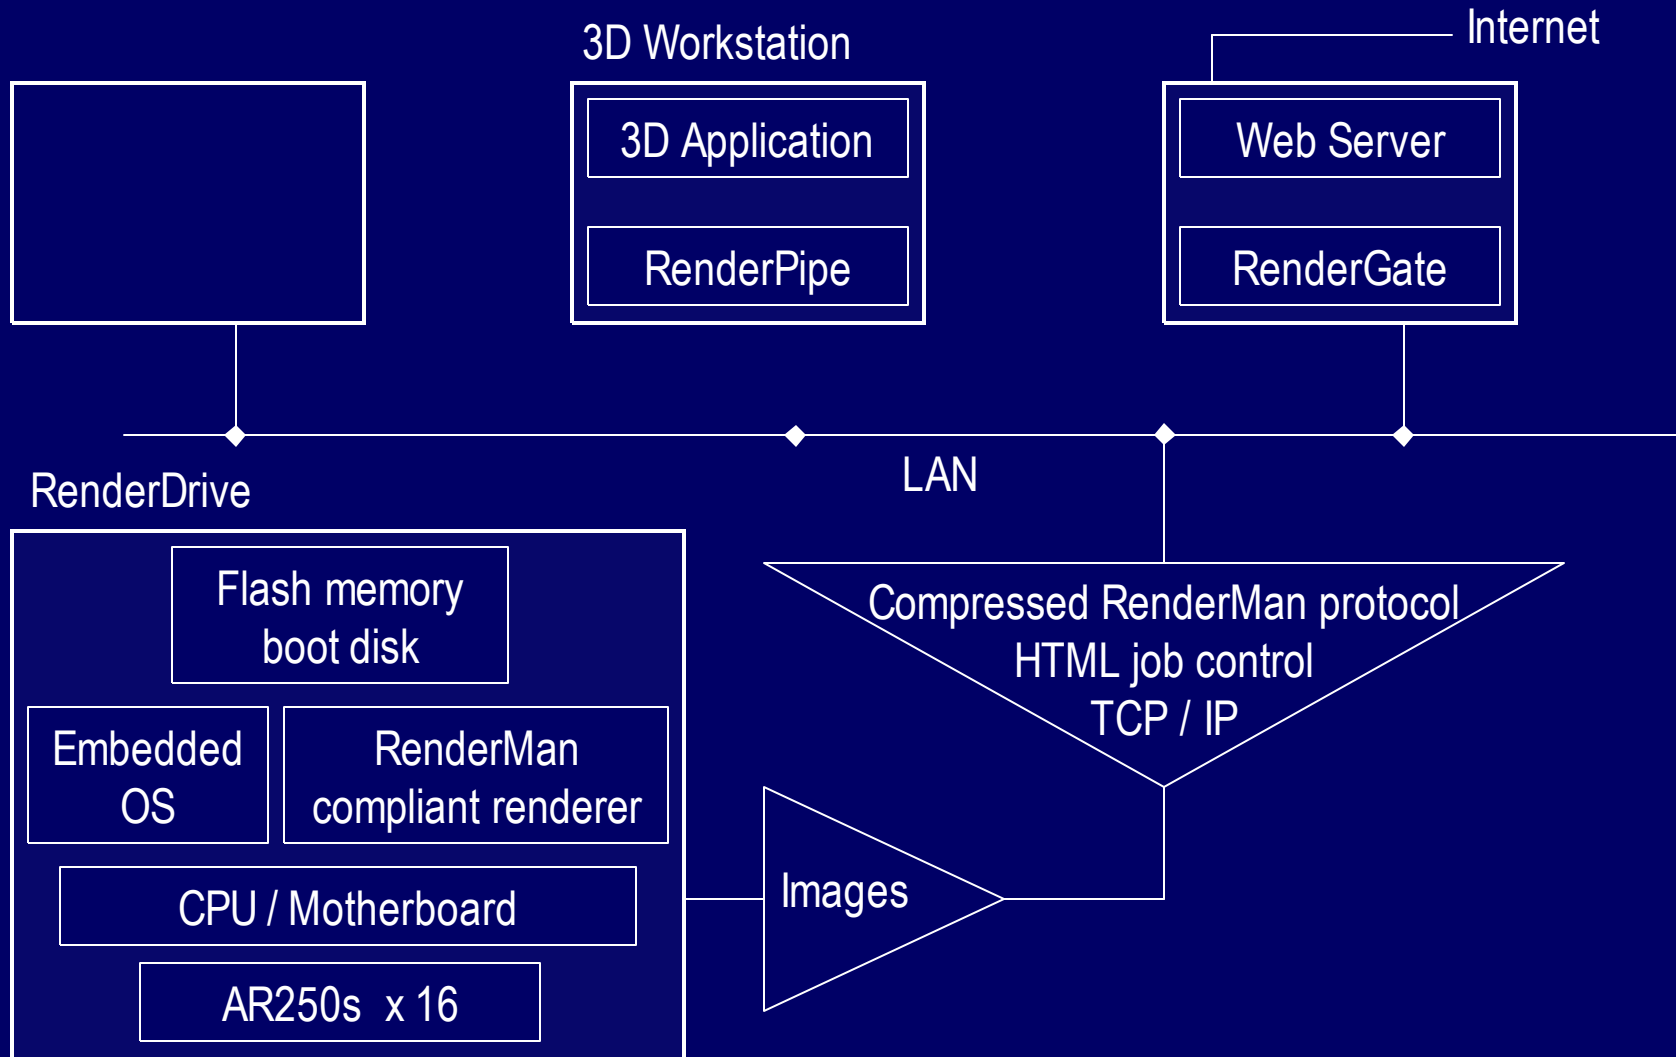 3D Workstation
Internet
3D Application
Web Server
RenderPipe
RenderGate
LAN
RenderDrive
Flash memory
boot disk
Embedded
OS
RenderMan
compliant renderer
CPU / Motherboard
AR250s x 16
Compressed RenderMan protocol
HTML job control
TCP / IP
Images